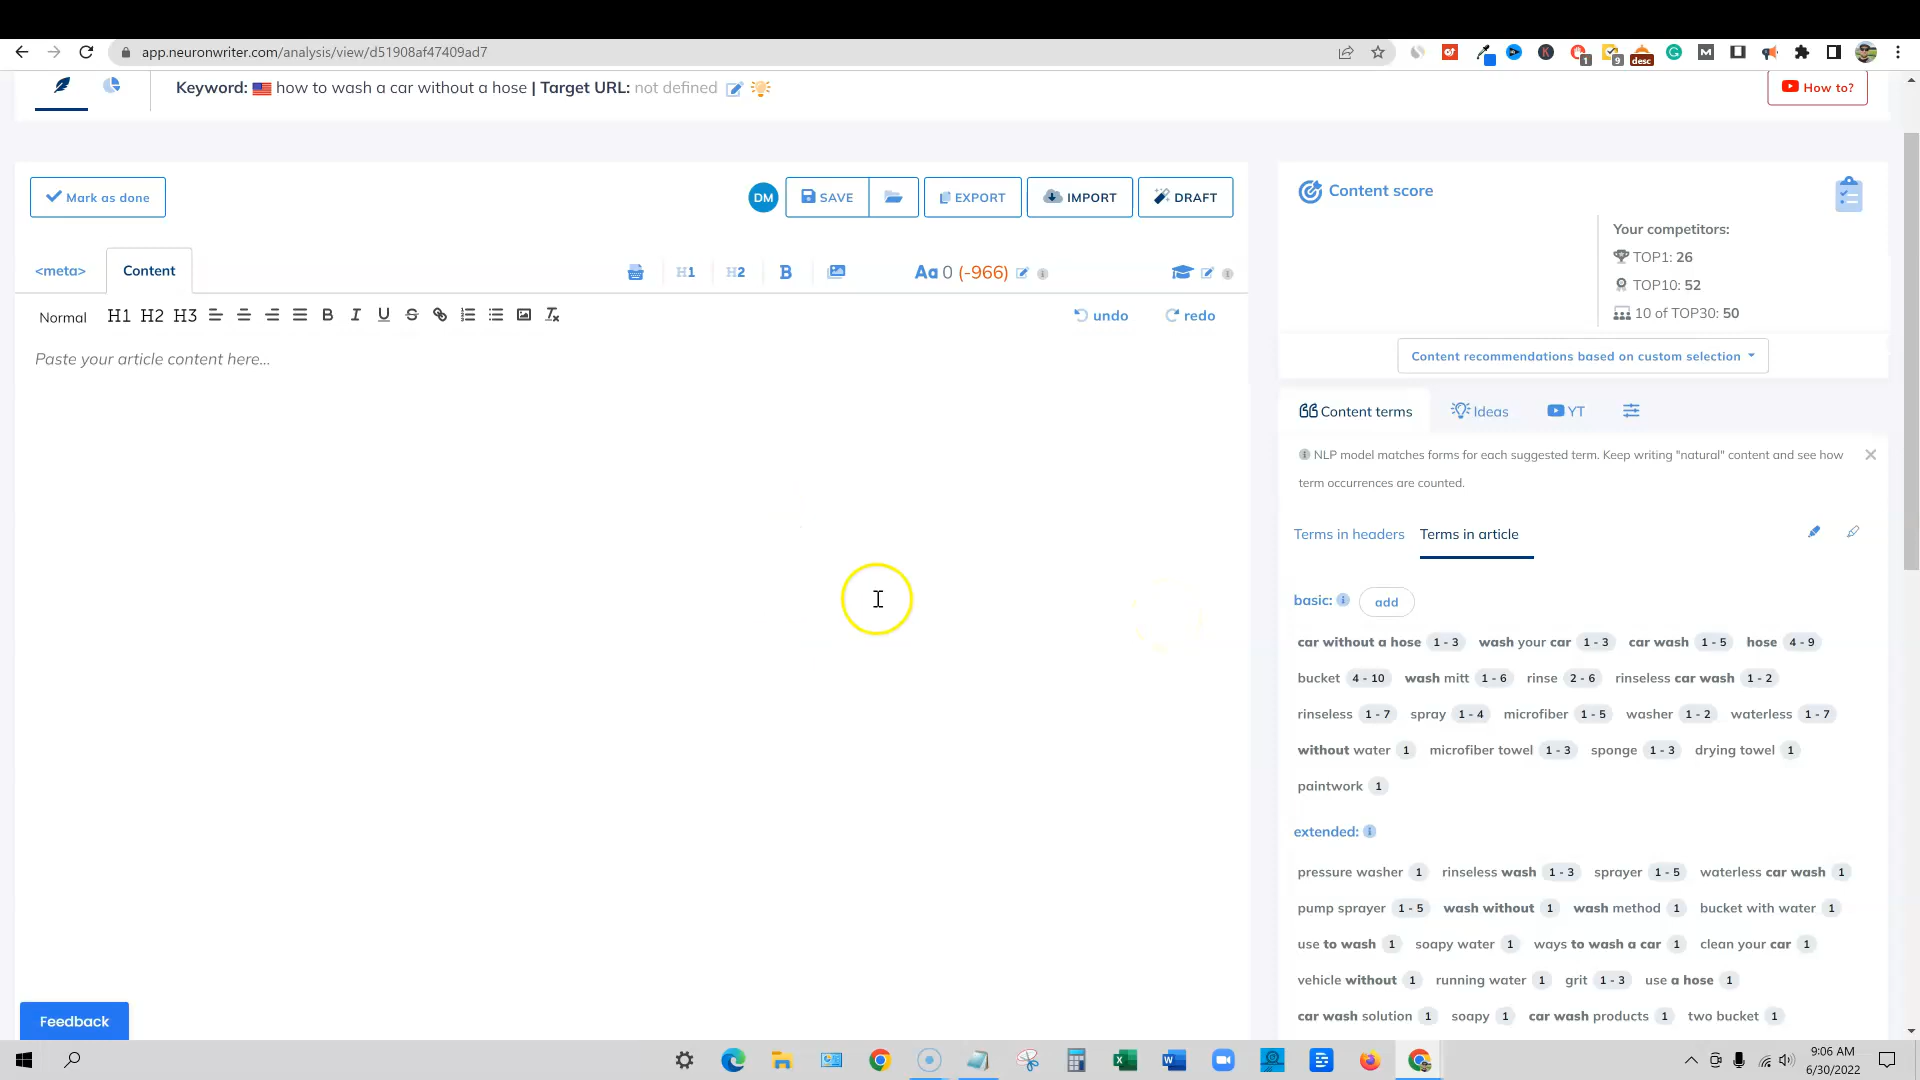 app.neuronwriter.com/analysis/view/d51908af47409ad7
1
9
desc
Keyword: how to wash a car without a hose | Target URL: not defined
How to?
Mark as done
DM
SAVE
EXPORT
IMPORT
DRAFT
Content score
Your competitors:
TOP1: 26
TOP10: 52
10 of TOP30: 50
<meta>
Content
H1
H2
B
Aa 0 (-966)
Normal H1 H2 H3
undo
redo
Paste your article content here...
Content recommendations based on custom selection
Content terms
Ideas
YT
NLP model matches forms for each suggested term. Keep writing "natural" content and see how
term occurrences are counted.
Terms in headers
Terms in article
basic:
add
car without a hose 1 - 3 wash your car 1 - 3 car wash 1 - 5 hose 4 - 9
bucket 4 - 10 wash mitt 1 - 6 rinse 2 - 6 rinseless car wash 1 - 2
rinseless 1 - 7 spray 1 - 4 microfiber 1 - 5 washer 1 - 2 waterless 1 - 7
without water 1 microfiber towel 1 - 3 sponge 1 - 3 drying towel 1
paintwork 1
extended:
pressure washer 1 rinseless wash 1 - 3 sprayer 1 - 5 waterless car wash 1
pump sprayer 1 - 5 wash without 1 wash method 1 bucket with water 1
use to wash 1 soapy water 1 ways to wash a car 1 clean your car 1
vehicle without 1 running water 1 grit 1 - 3 use a hose 1
car wash solution 1 soapy 1 car wash products 1 two bucket 1
Feedback
9:06 AM
6/30/2022